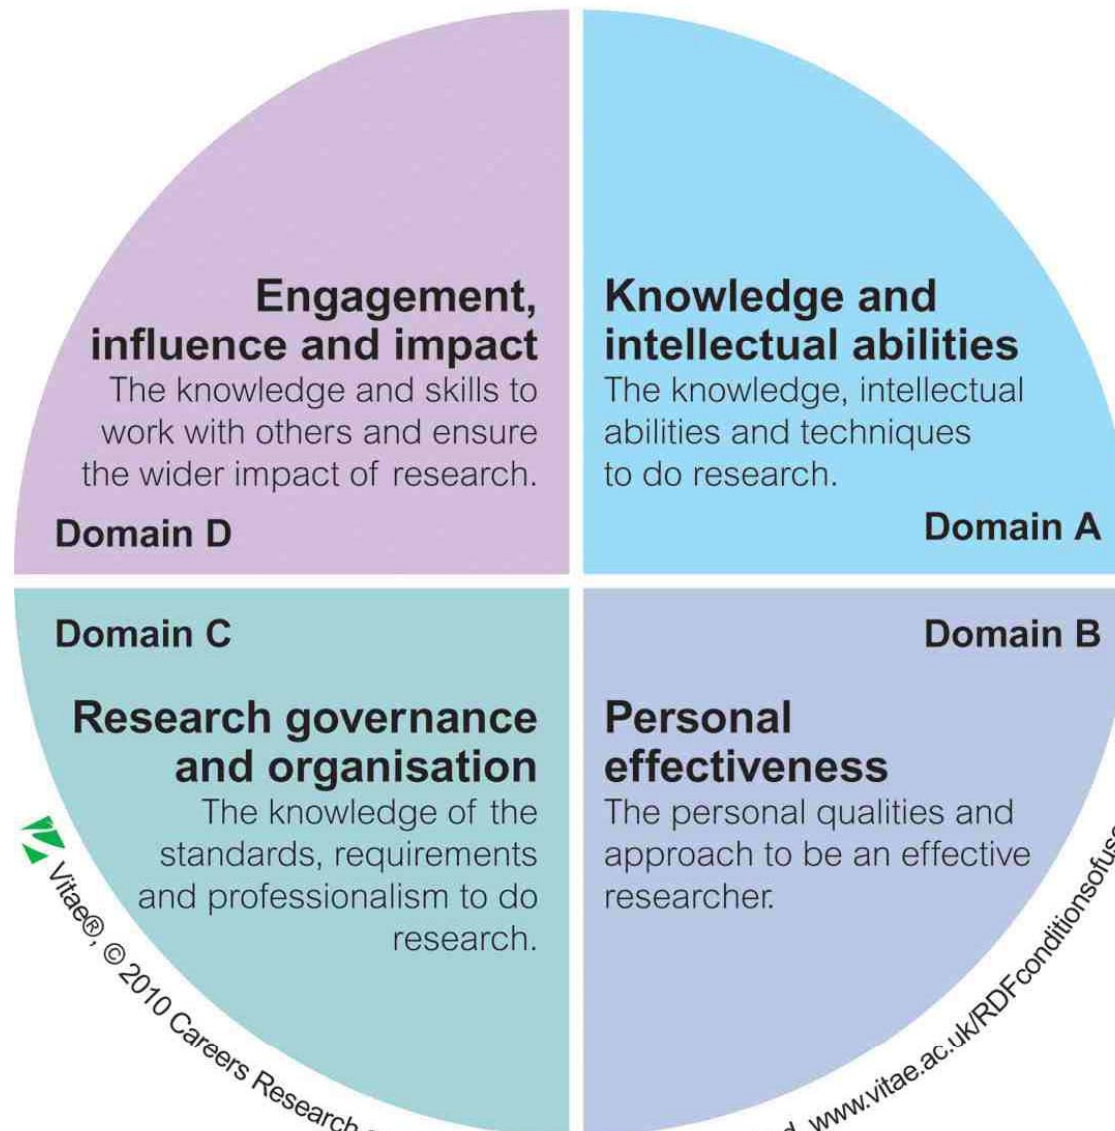 Engagement,
influence and impact
The knowledge and skills to
work with others and ensure
the wider impact of research.
Domain D
Knowledge and
intellectual abilities
The knowledge, intellectual
abilities and techniques
to do research.
Domain A
Domain C
Research governance
and organisation
The knowledge of the
standards, requirements
and professionalism to do
research.
Domain B
Personal
effectiveness
The personal qualities and
approach to be an effective
researcher.
Vitae®, © 2010 Careers Research
www.vitae.ac.uk/RDFconditionsofuse